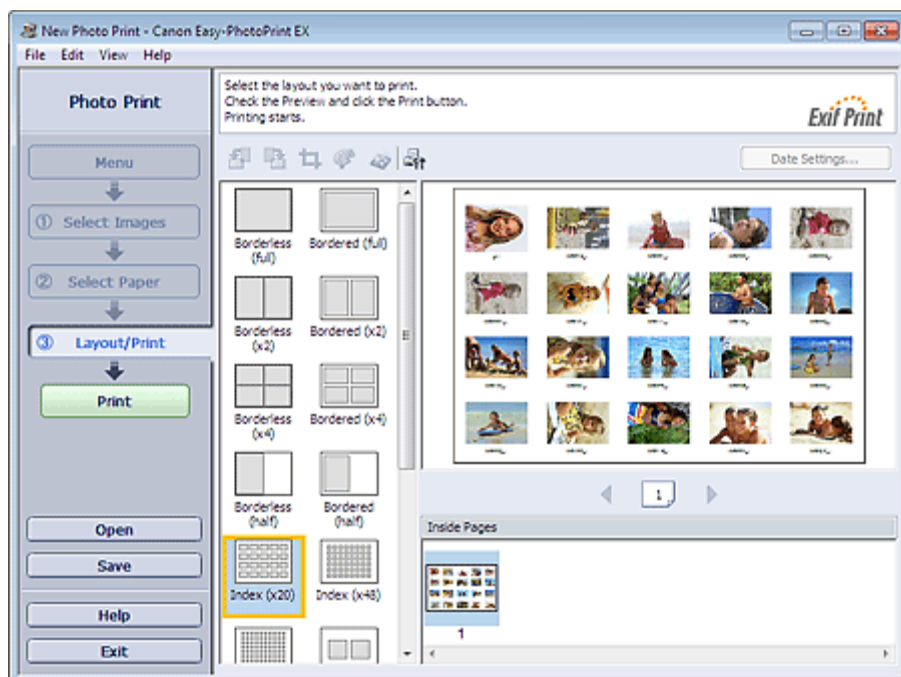 New Photo Print - Canon Easy-PhotoPrint EX
File Edit View Help
Photo Print
Select the layout you want to print.
Check the Preview and click the Print button.
Printing starts.
Exif Print
Menu
① Select Images
② Select Paper
③ Layout/Print
Print
Open
Save
Help
Exit
Date Settings...
Borderless (full)
Bordered (full)
Borderless (x2)
Bordered (x2)
Borderless (x4)
Bordered (x4)
Borderless (half)
Bordered (half)
Index (x20)
Index (x48)
1
Inside Pages
1